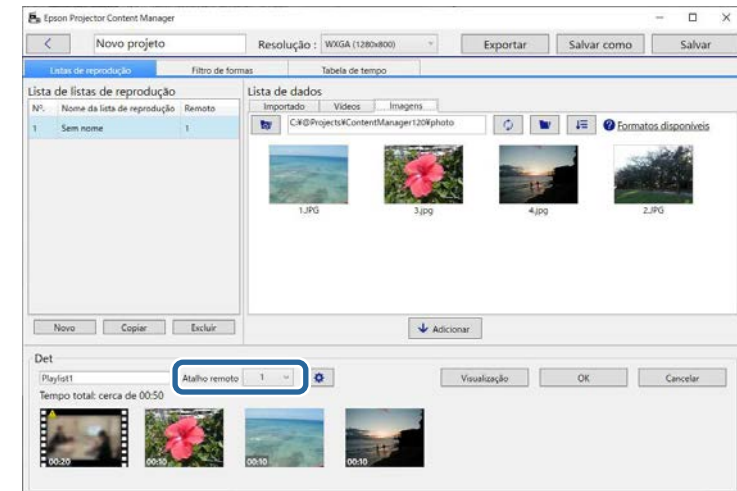 Epson Projector Content Manager
Novo projeto Resolução : WXGA (1280x800) Exportar Salvar como Salvar
Listas de reprodução Filtro de formas Tabela de tempo
Lista de listas de reprodução Lista de dados
Nº. Nome da lista de reprodução Remoto Importado Vídeos Imagens
1 Sem nome 1 C:¥@Projects¥ContentManager120¥photo Formatos disponíveis
1.JPG 3.jpg 4.jpg 2.JPG
Novo Copiar Excluir Adicionar
Det
Playlist1 Atalho remoto 1 Visualização OK Cancelar
Tempo total: cerca de 00:50
00:20 00:10 00:10 00:10